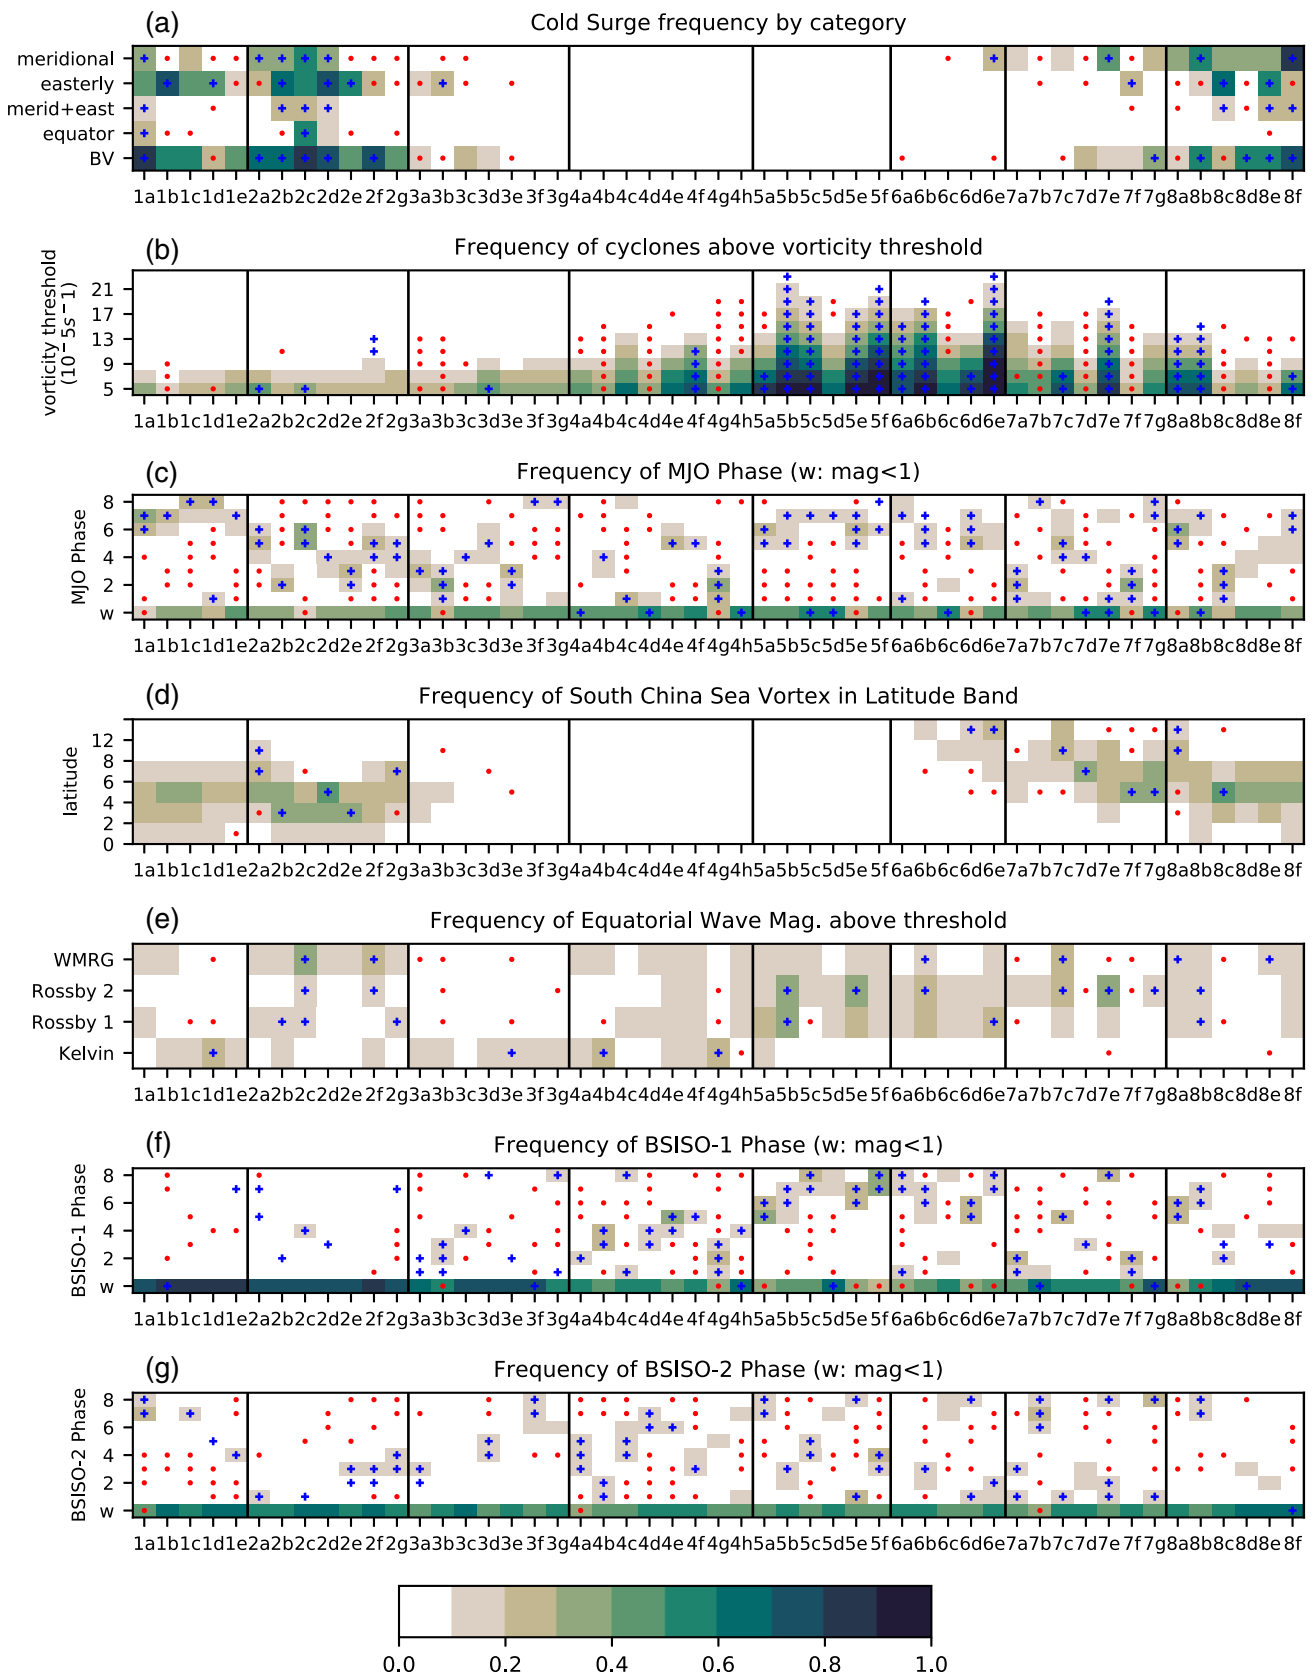 (a) Cold Surge frequency by category
meridional
easterly
merid+east
equator
BV
1a1b1c1d1e2a2b2c2d2e2f2g3a3b3c3d3e3f3g4a4b4c4d4e4f4g4h5a5b5c5d5e5f6a6b6c6d6e7a7b7c7d7e7f7g8a8b8c8d8e8f
(b) Frequency of cyclones above vorticity threshold
vorticity threshold
(10^-5s^-1)
21
17
13
9
5
1a1b1c1d1e2a2b2c2d2e2f2g3a3b3c3d3e3f3g4a4b4c4d4e4f4g4h5a5b5c5d5e5f6a6b6c6d6e7a7b7c7d7e7f7g8a8b8c8d8e8f
(c) Frequency of MJO Phase (w: mag<1)
MJO Phase
8
6
4
2
w
1a1b1c1d1e2a2b2c2d2e2f2g3a3b3c3d3e3f3g4a4b4c4d4e4f4g4h5a5b5c5d5e5f6a6b6c6d6e7a7b7c7d7e7f7g8a8b8c8d8e8f
(d) Frequency of South China Sea Vortex in Latitude Band
latitude
12
8
6
4
2
0
1a1b1c1d1e2a2b2c2d2e2f2g3a3b3c3d3e3f3g4a4b4c4d4e4f4g4h5a5b5c5d5e5f6a6b6c6d6e7a7b7c7d7e7f7g8a8b8c8d8e8f
(e) Frequency of Equatorial Wave Mag. above threshold
WMRG
Rossby 2
Rossby 1
Kelvin
1a1b1c1d1e2a2b2c2d2e2f2g3a3b3c3d3e3f3g4a4b4c4d4e4f4g4h5a5b5c5d5e5f6a6b6c6d6e7a7b7c7d7e7f7g8a8b8c8d8e8f
(f) Frequency of BSISO-1 Phase (w: mag<1)
BSISO-1 Phase
8
6
4
2
w
1a1b1c1d1e2a2b2c2d2e2f2g3a3b3c3d3e3f3g4a4b4c4d4e4f4g4h5a5b5c5d5e5f6a6b6c6d6e7a7b7c7d7e7f7g8a8b8c8d8e8f
(g) Frequency of BSISO-2 Phase (w: mag<1)
BSISO-2 Phase
8
6
4
2
w
1a1b1c1d1e2a2b2c2d2e2f2g3a3b3c3d3e3f3g4a4b4c4d4e4f4g4h5a5b5c5d5e5f6a6b6c6d6e7a7b7c7d7e7f7g8a8b8c8d8e8f
0.0 0.2 0.4 0.6 0.8 1.0